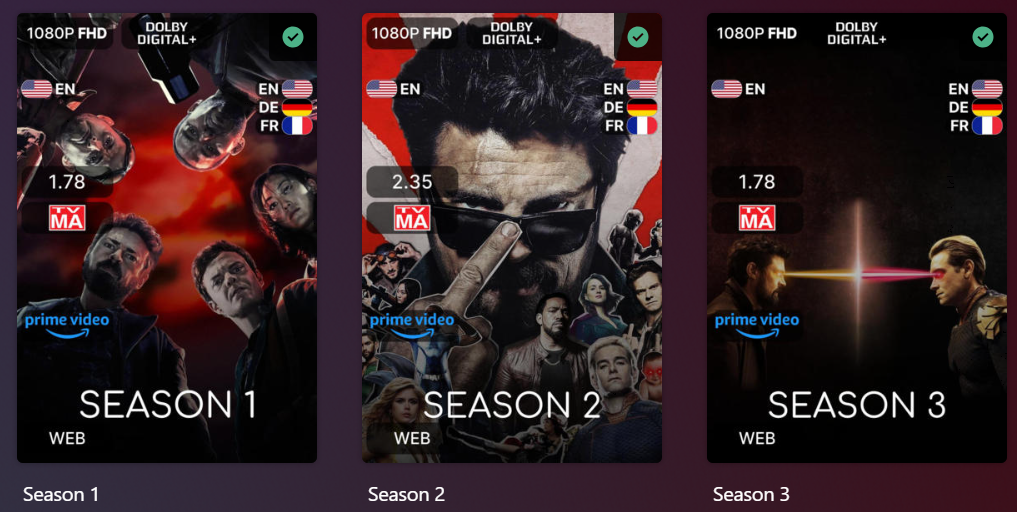 1080P FHD
DOLBY
DIGITAL+
EN
EN
DE
FR
1.78
TV
MA
prime video
SEASON 1
WEB
Season 1
1080P FHD
DOLBY
DIGITAL+
EN
EN
DE
FR
2.35
TV
MA
prime video
SEASON 2
WEB
Season 2
1080P FHD
DOLBY
DIGITAL+
EN
EN
DE
FR
1.78
TV
MA
prime video
SEASON 3
WEB
Season 3